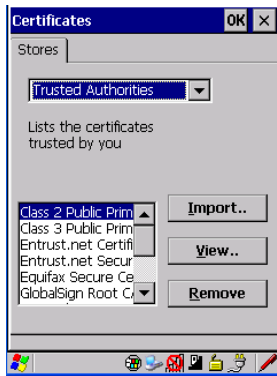 Certificates OK ×
Stores
Trusted Authorities
Lists the certificates
trusted by you
Class 2 Public Prim
Class 3 Public Prim
Entrust.net Certifi
Entrust.net Secur
Equifax Secure Ce
GlobalSign Root C
Import..
View..
Remove